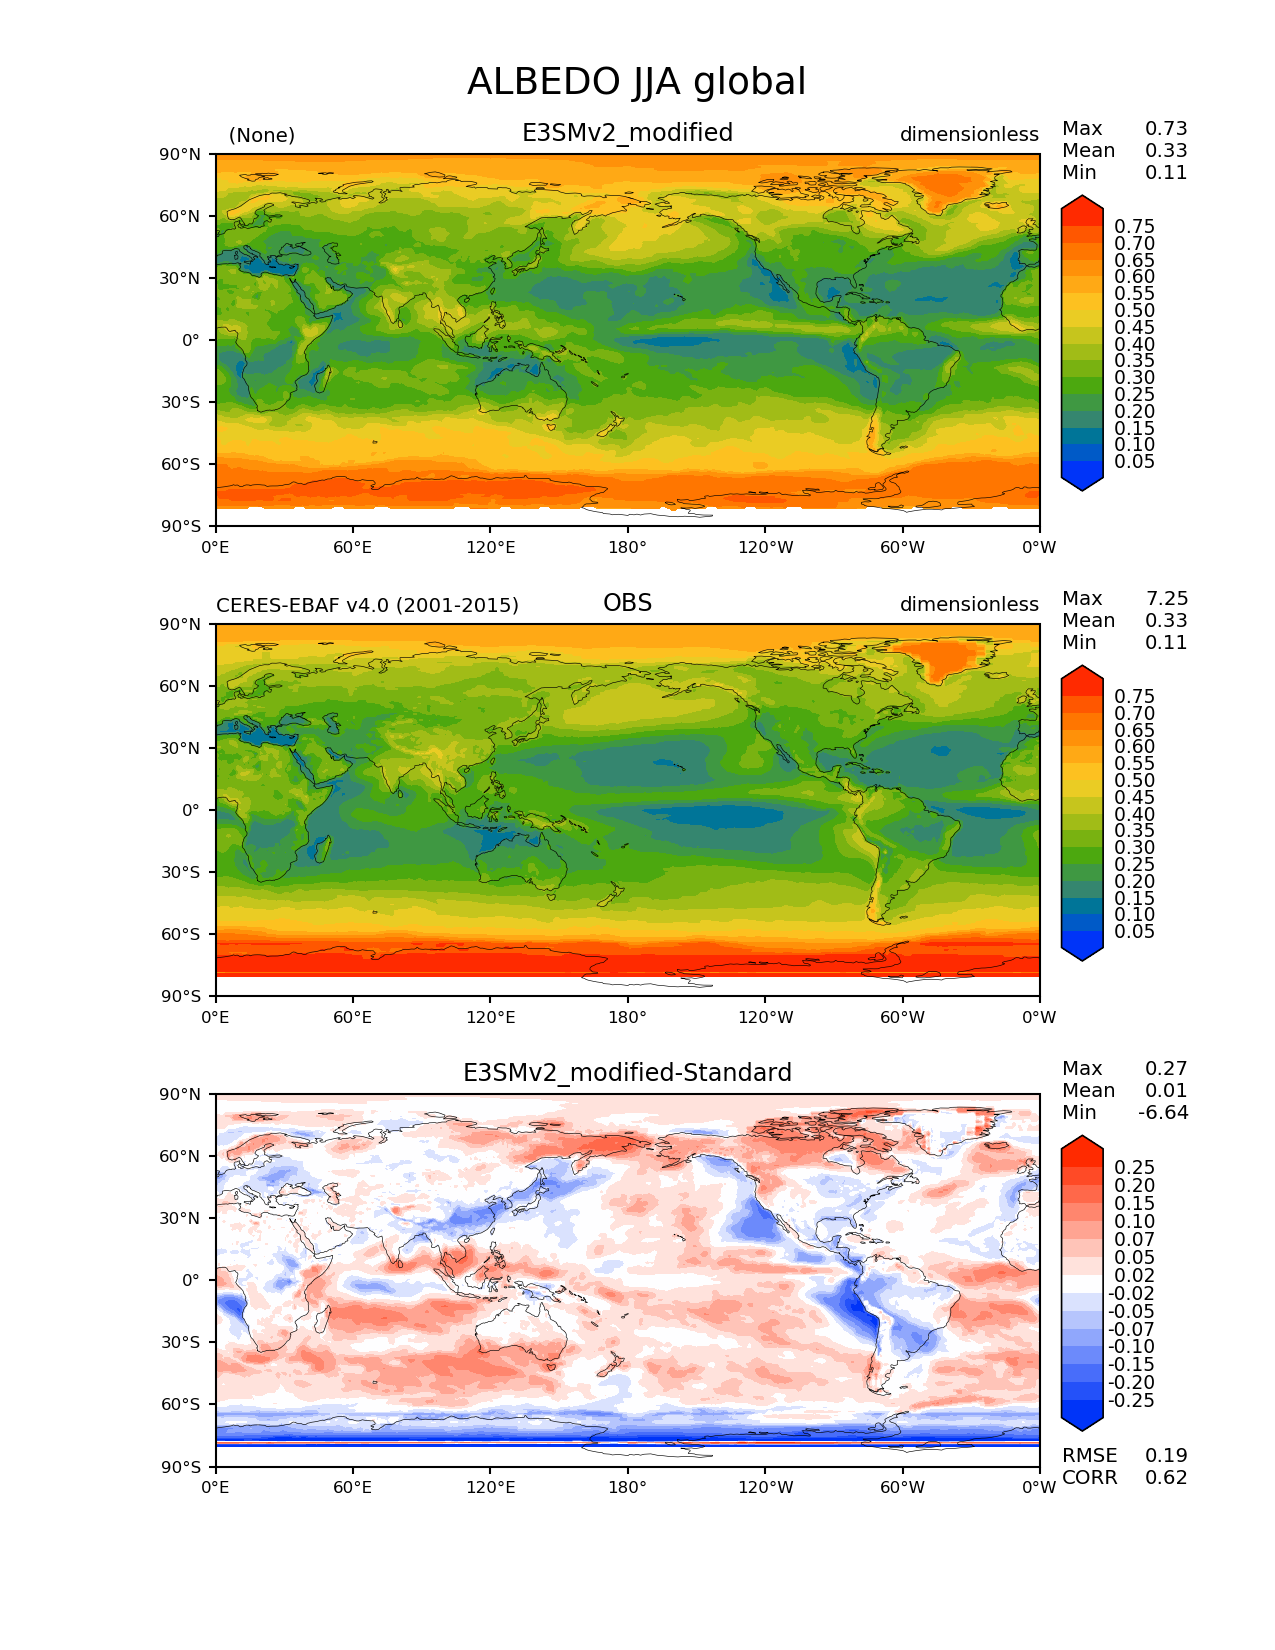 ALBEDO JJA global
(None) E3SMv2_modified dimensionless
Max 0.73
Mean 0.33
Min 0.11
90°N
60°N
30°N
0°
30°S
60°S
90°S
0°E 60°E 120°E 180° 120°W 60°W 0°W
0.75
0.70
0.65
0.60
0.55
0.50
0.45
0.40
0.35
0.30
0.25
0.20
0.15
0.10
0.05
CERES-EBAF v4.0 (2001-2015) OBS dimensionless
Max 7.25
Mean 0.33
Min 0.11
90°N
60°N
30°N
0°
30°S
60°S
90°S
0°E 60°E 120°E 180° 120°W 60°W 0°W
0.75
0.70
0.65
0.60
0.55
0.50
0.45
0.40
0.35
0.30
0.25
0.20
0.15
0.10
0.05
E3SMv2_modified-Standard
Max 0.27
Mean 0.01
Min -6.64
90°N
60°N
30°N
0°
30°S
60°S
90°S
0°E 60°E 120°E 180° 120°W 60°W 0°W
0.25
0.20
0.15
0.10
0.07
0.05
0.02
-0.02
-0.05
-0.07
-0.10
-0.15
-0.20
-0.25
RMSE 0.19
CORR 0.62